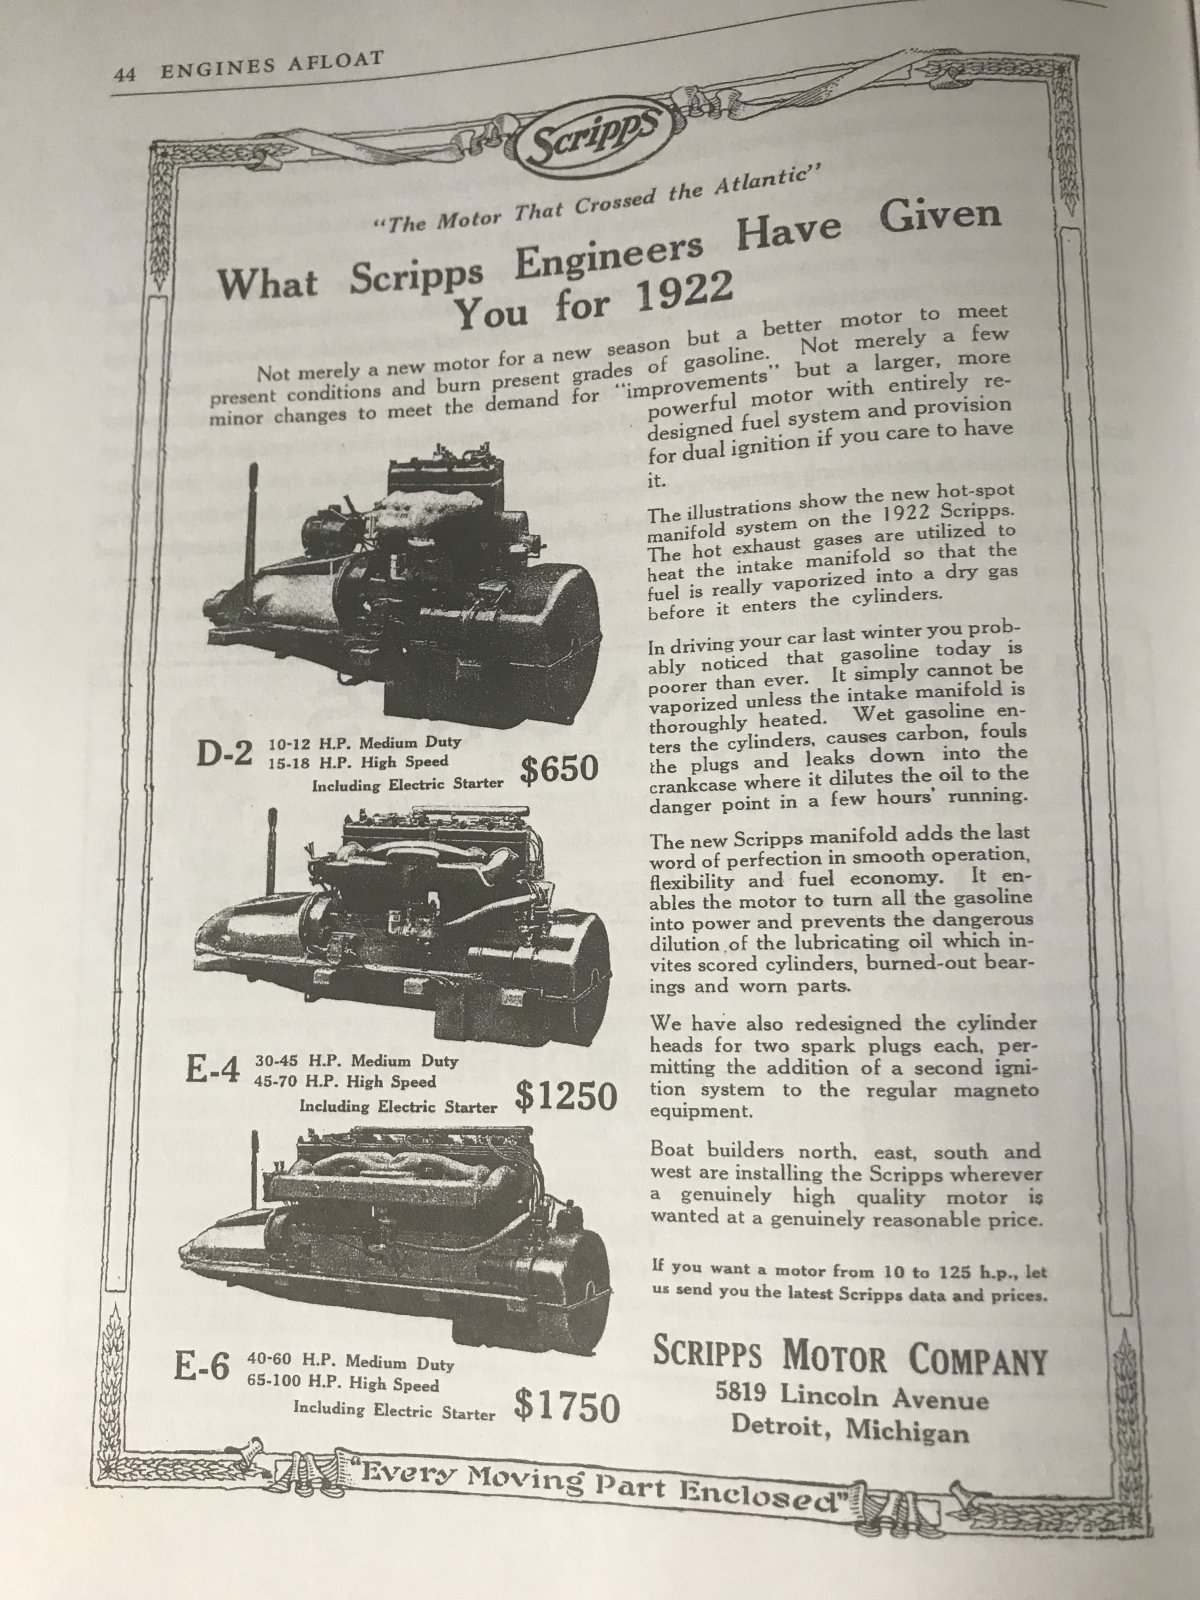 44 ENGINES AFLOAT
Scripps
"The Motor That Crossed the Atlantic"
What Scripps Engineers Have Given
You for 1922
Not merely a new motor for a new season but a better motor to meet
present conditions and burn present grades of gasoline. Not merely a few
minor changes to meet the demand for "improvements" but a larger, more
powerful motor with entirely re-
designed fuel system and provision
for dual ignition if you care to have
it.
The illustrations show the new hot-spot
manifold system on the 1922 Scripps.
The hot exhaust gases are utilized to
heat the intake manifold so that the
fuel is really vaporized into a dry gas
before it enters the cylinders.
In driving your car last winter you prob-
ably noticed that gasoline today is
poorer than ever. It simply cannot be
vaporized unless the intake manifold is
thoroughly heated. Wet gasoline en-
ters the cylinders, causes carbon, fouls
the plugs and leaks down into the
crankcase where it dilutes the oil to the
danger point in a few hours' running.
The new Scripps manifold adds the last
word of perfection in smooth operation,
flexibility and fuel economy. It en-
ables the motor to turn all the gasoline
into power and prevents the dangerous
dilution of the lubricating oil which in-
vites scored cylinders, burned-out bear-
ings and worn parts.
We have also redesigned the cylinder
heads for two spark plugs each, per-
mitting the addition of a second igni-
tion system to the regular magneto
equipment.
Boat builders north, east, south and
west are installing the Scripps wherever
a genuinely high quality motor is
wanted at a genuinely reasonable price.
If you want a motor from 10 to 125 h.p., let
us send you the latest Scripps data and prices.
SCRIPPS MOTOR COMPANY
5819 Lincoln Avenue
Detroit, Michigan
D-2 10-12 H.P. Medium Duty
15-18 H.P. High Speed
Including Electric Starter $650
E-4 30-45 H.P. Medium Duty
45-70 H.P. High Speed
Including Electric Starter $1250
E-6 40-60 H.P. Medium Duty
65-100 H.P. High Speed
Including Electric Starter $1750
"Every Moving Part Enclosed"